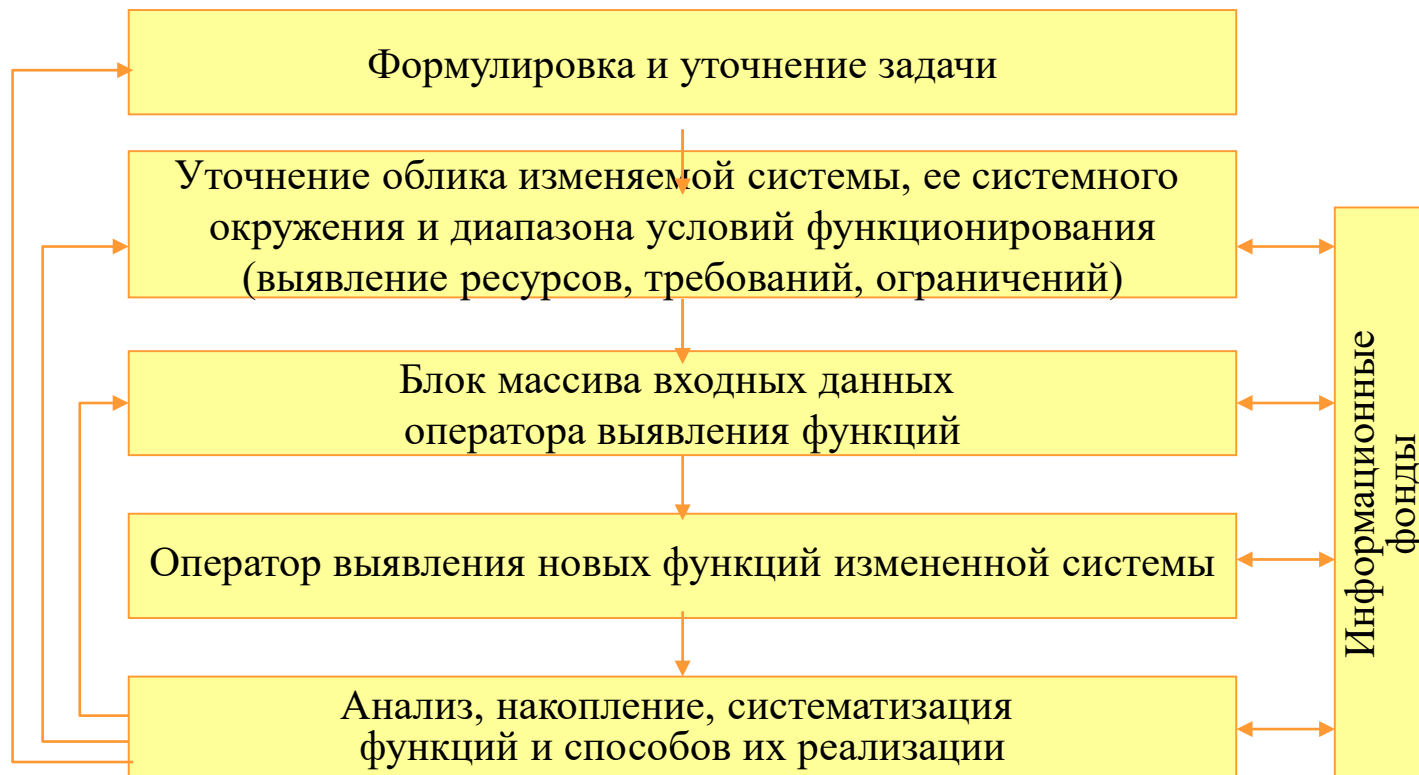 Формулировка и уточнение задачи
Уточнение облика изменяемой системы, ее системного
окружения и диапазона условий функционирования
(выявление ресурсов, требований, ограничений)
Блок массива входных данных
оператора выявления функций
Оператор выявления новых функций измененной системы
Анализ, накопление, систематизация
функций и способов их реализации
Информационные
фонды